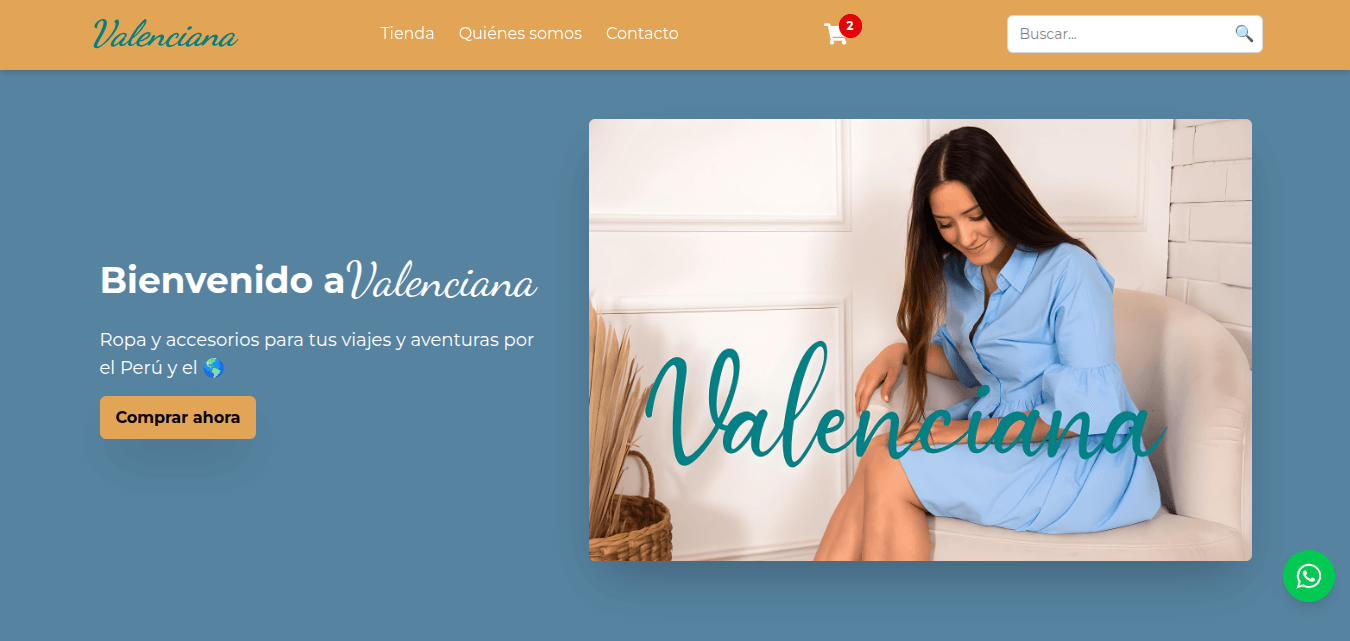 Valenciana
Tienda
Quiénes somos
Contacto
2
Buscar...
Bienvenido aValenciana
Ropa y accesorios para tus viajes y aventuras por
el Perú y el 🌎
Comprar ahora
Valenciana